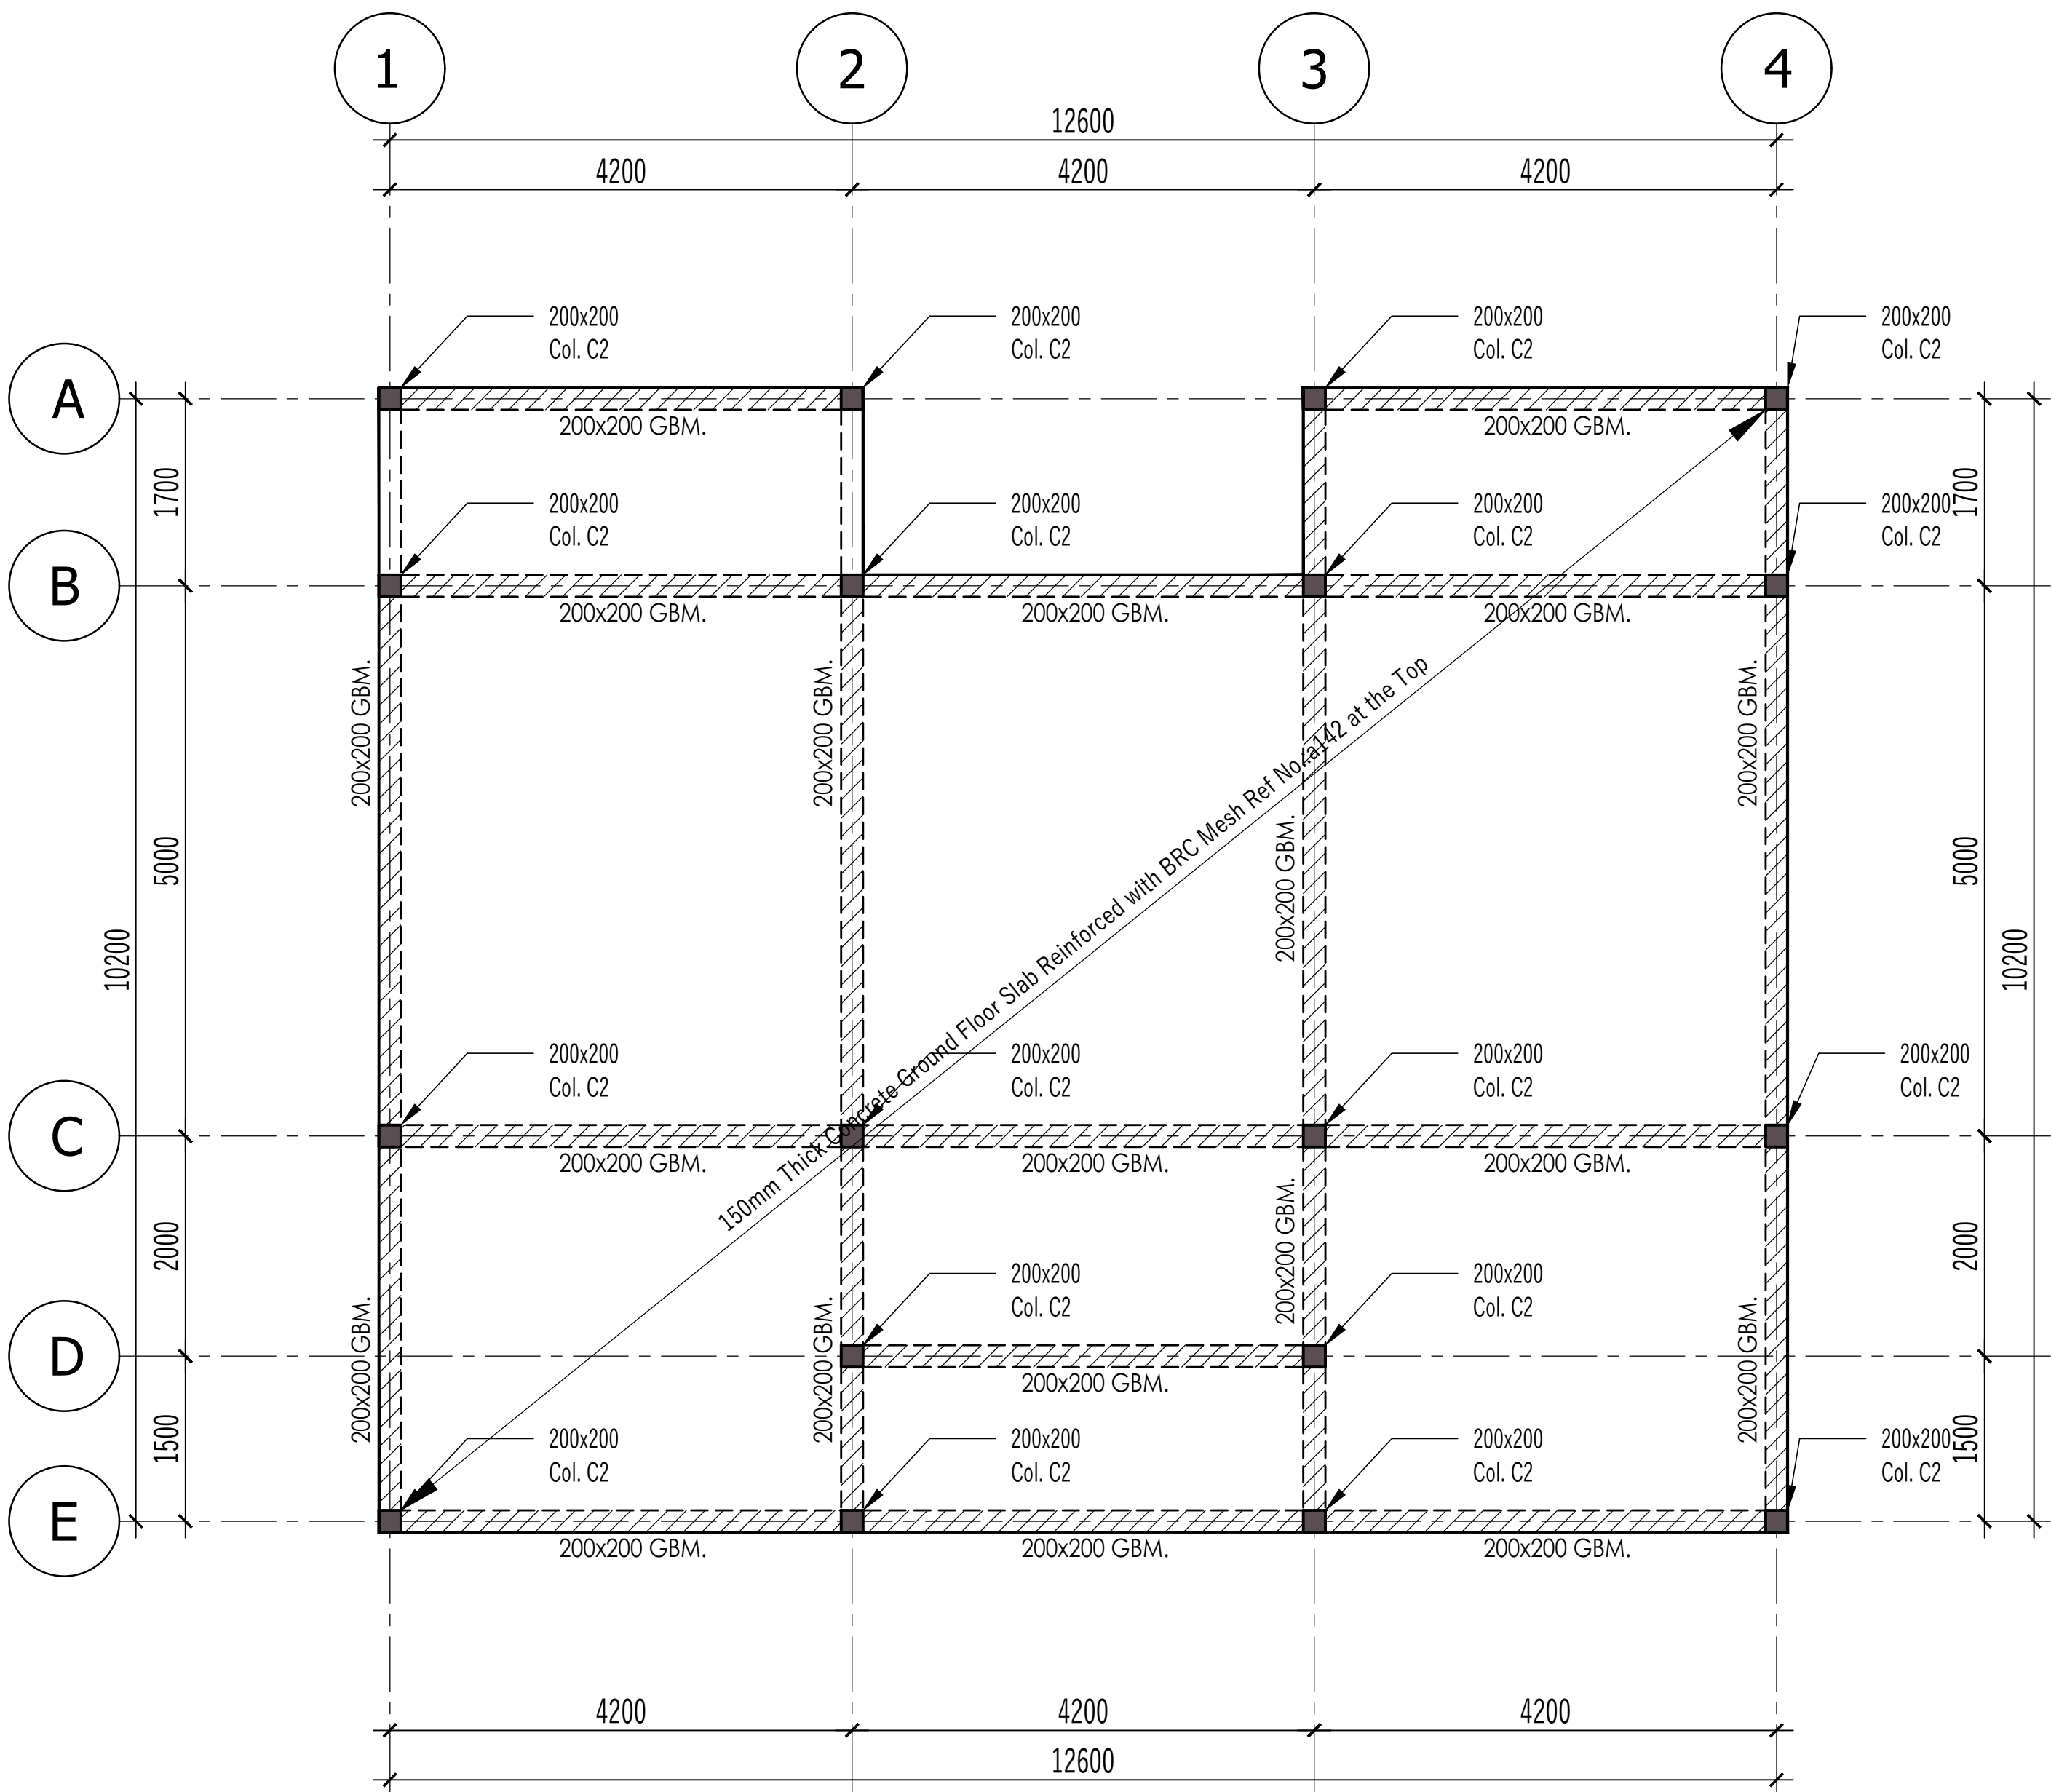 1 2 3 4
12600
4200 4200 4200
200x200 200x200 200x200 200x200
Col. C2 Col. C2 Col. C2 Col. C2
A
200x200 GBM. 200x200 GBM.
1700 1700
200x200 200x200 200x200 200x200
Col. C2 Col. C2 Col. C2 Col. C2
B
200x200 GBM. 200x200 GBM. 200x200 GBM.
200x200 GBM. 200x200 GBM. 200x200 GBM.
200x200 GBM.
5000 5000
10200 10200
150mm Thick Concrete Ground Floor Slab Reinforced with BRC Mesh Ref No.:a142 at the Top
200x200 200x200 200x200 200x200
Col. C2 Col. C2 Col. C2 Col. C2
C
200x200 GBM. 200x200 GBM. 200x200 GBM.
200x200 GBM.
2000 2000
200x200 200x200
Col. C2 Col. C2
D
200x200 GBM. 200x200 GBM. 200x200 GBM.
200x200 GBM.
1500 1500
200x200 200x200 200x200 200x200
Col. C2 Col. C2 Col. C2 Col. C2
E
200x200 GBM. 200x200 GBM. 200x200 GBM.
4200 4200 4200
12600